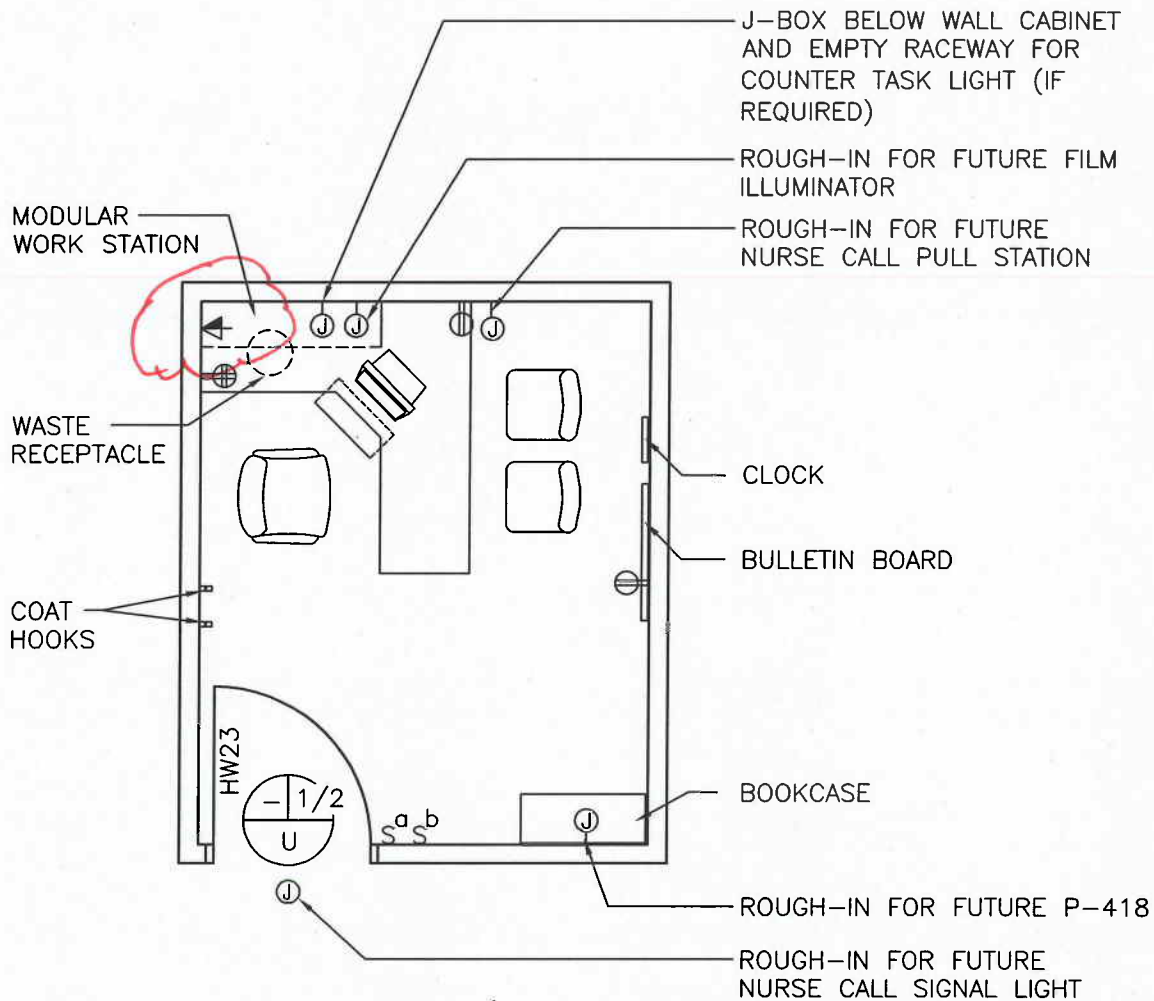 J-BOX BELOW WALL CABINET
AND EMPTY RACEWAY FOR
COUNTER TASK LIGHT (IF
REQUIRED)
ROUGH-IN FOR FUTURE FILM
ILLUMINATOR
ROUGH-IN FOR FUTURE
NURSE CALL PULL STATION
MODULAR
WORK STATION
J J J
WASTE
RECEPTACLE
CLOCK
BULLETIN BOARD
COAT
HOOKS
HW23
- 1/2
U
Sa Sb
BOOKCASE
J
J
ROUGH-IN FOR FUTURE P-418
ROUGH-IN FOR FUTURE
NURSE CALL SIGNAL LIGHT